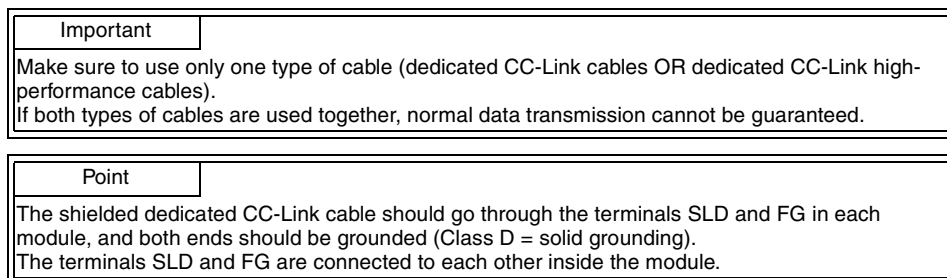 Important
Make sure to use only one type of cable (dedicated CC-Link cables OR dedicated CC-Link high-
performance cables).
If both types of cables are used together, normal data transmission cannot be guaranteed.
Point
The shielded dedicated CC-Link cable should go through the terminals SLD and FG in each
module, and both ends should be grounded (Class D = solid grounding).
The terminals SLD and FG are connected to each other inside the module.